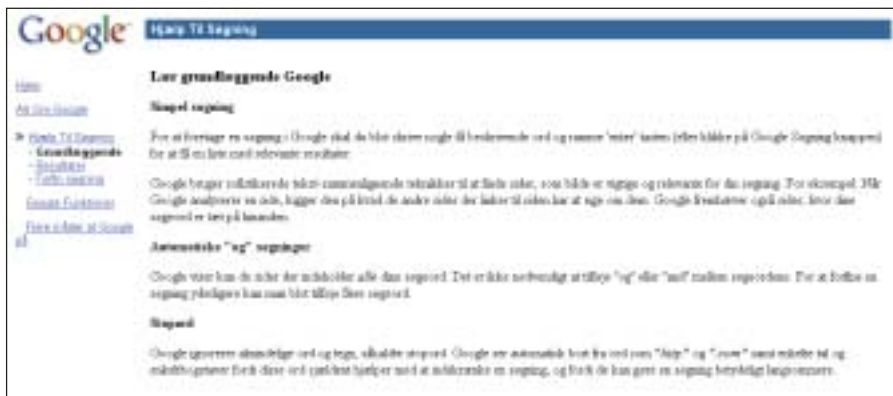 Google
Hjælp Til Søgning
Hjem
Alt Om Google
Hjælp Til Søgning
- Grundlæggende
- Resultater
- Forfin søgning
Google Funktioner
Flere måder at Google
på
Lær grundlæggende Google
Simpel søgning
For at foretage en søgning i Google skal du blot skrive nogle få beskrivende ord og ramme 'enter' tasten (eller klikke på Google Søgning knappen)
for at få en liste med relevante resultater.
Google bruger sofistikerede tekst-sammenlignende teknikker til at finde sider, som både er vigtige og relevante for din søgning. For eksempel: Når
Google analyserer en side, kigger den på hvad de andre sider der linker til siden har at sige om dem. Google fremhæver også sider, hvor dine
søgeord er tæt på hinanden.
Automatiske "og" søgninger
Google viser kun de sider der indeholder alle dine søgeord. Det er ikke nødvendigt at tilføje "og" eller "and" mellem søgeordene. For at forfine en
søgning yderligere kan man blot tilføje flere søgeord.
Stopord
Google ignorerer almindelige ord og tegn, såkaldte stopord. Google ser automatisk bort fra ord som "http" og ".com" samt enkelte tal og
enkeltbogstaver fordi disse ord sjældent hjælper med at indskrænke en søgning, og fordi de kan gøre en søgning betydeligt langsommere.